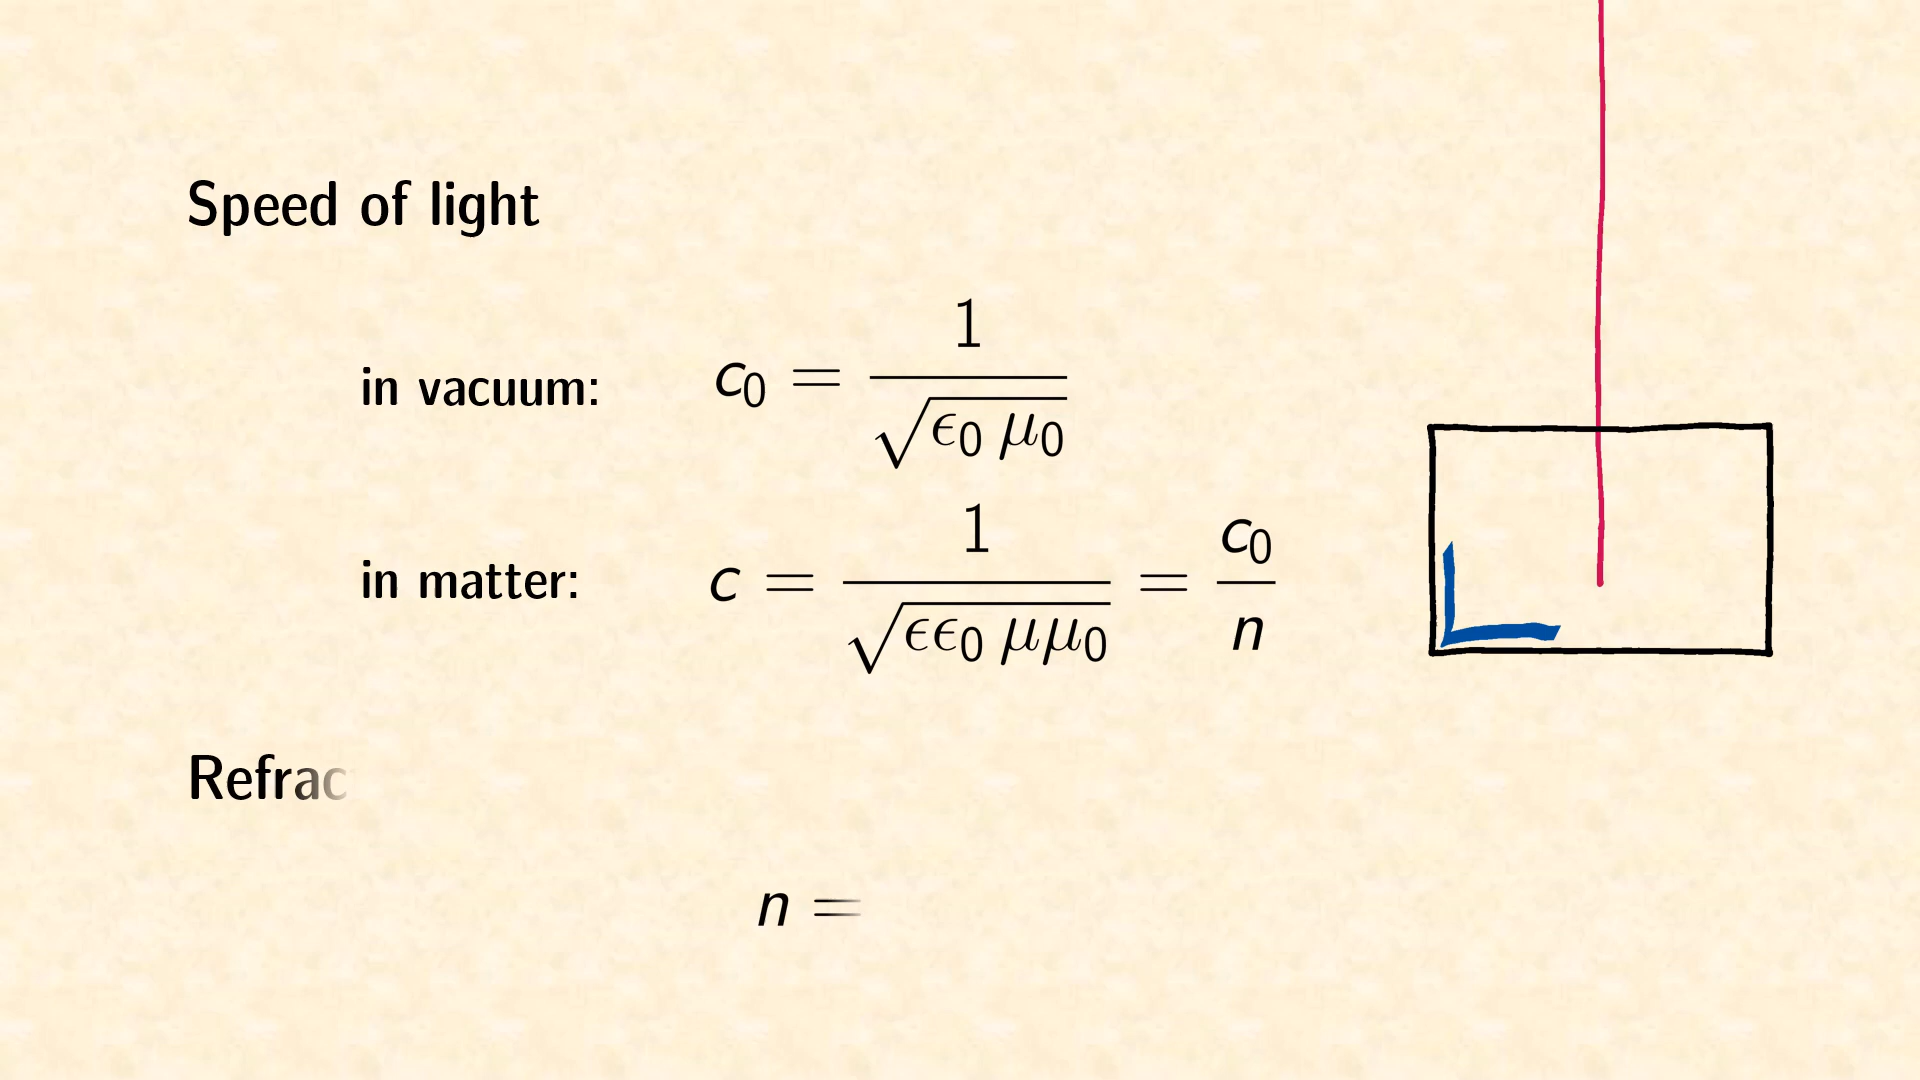 Speed of light
in vacuum: c₀ = 1 / √(ϵ₀ μ₀)
in matter: c = 1 / √(ϵϵ₀ μμ₀) = c₀ / n
Refrac
n =